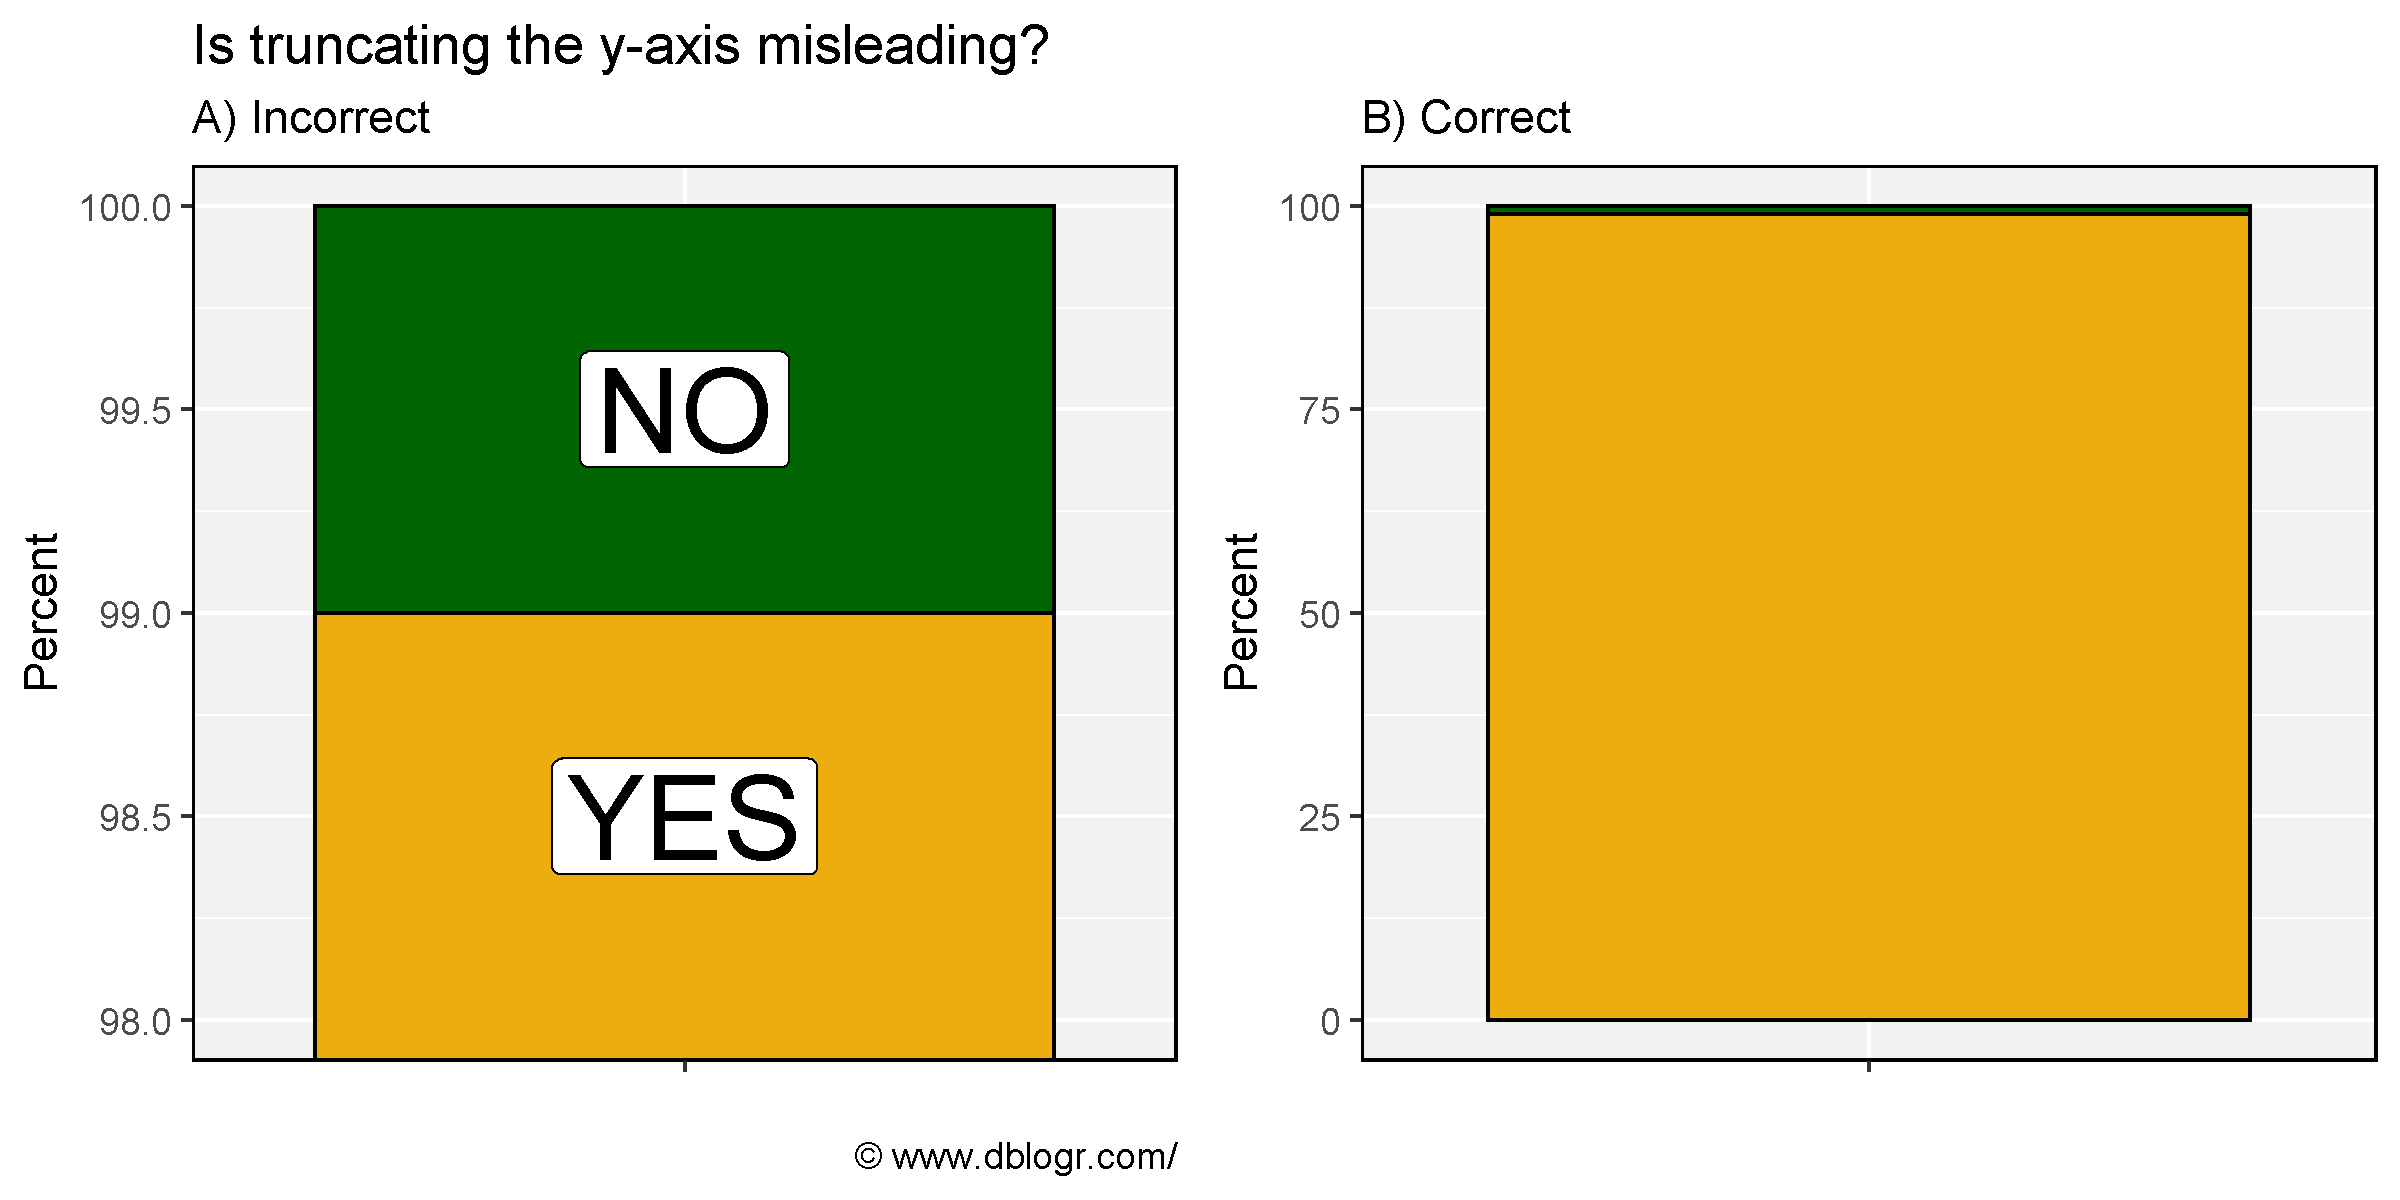 Is truncating the y-axis misleading?
A) Incorrect
Percent
100.0
99.5
99.0
98.5
98.0
NO
YES
© www.dblogr.com/
B) Correct
Percent
100
75
50
25
0